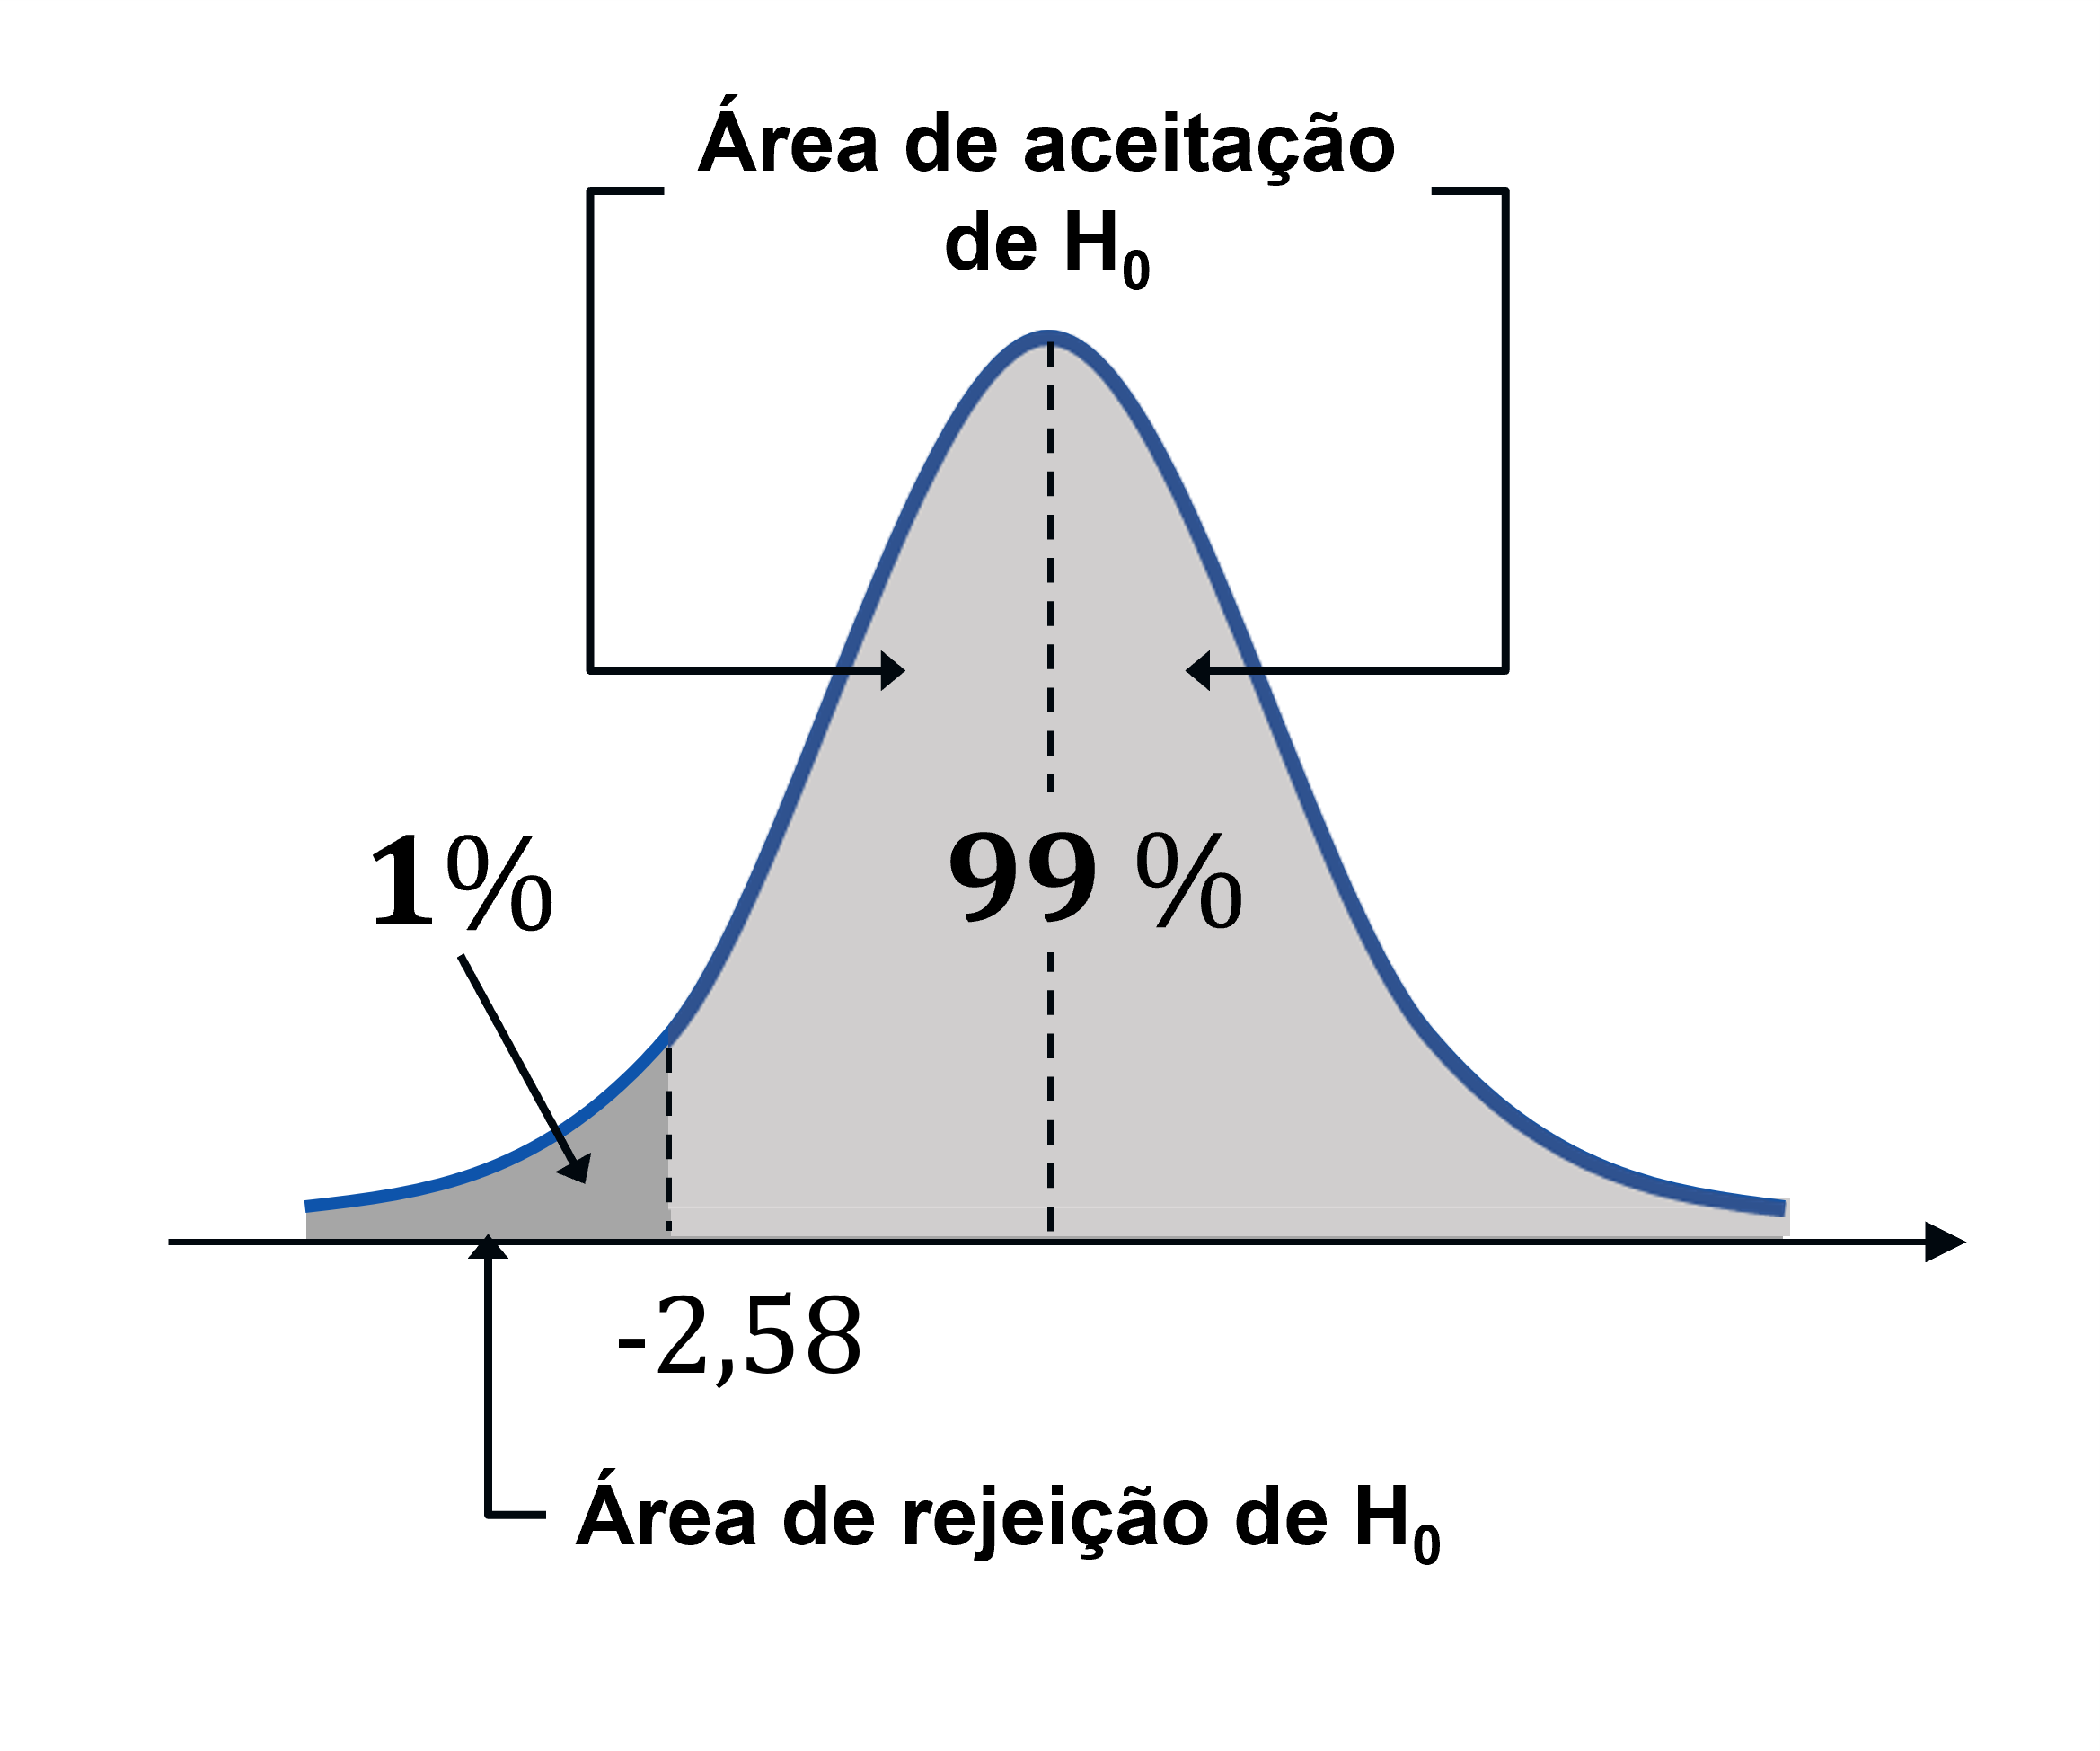 Área de aceitação
de H₀
1%
99 %
-2,58
Área de rejeição de H₀